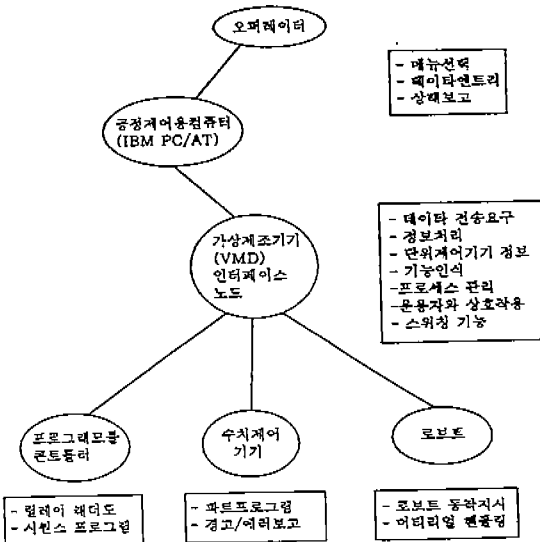 오퍼레이터
- 메뉴선택
- 데이타엔트리
- 상태보고
공정제어용컴퓨터
(IBM PC/AT)
가상제조기기
(VMD)
인터페이스
노드
- 데이타 전송요구
- 정보처리
- 단위제어기기 정보
- 기능인식
-프로세스 관리
-운용자와 상호작용
- 스위칭 기능
프로그래머블
콘트롤러
수치제어
기기
로보트
- 릴레이 래더도
- 시퀀스 프로그램
- 파트프로그램
- 경고/에러보고
- 로보트 동작지시
- 머티리얼 핸들링